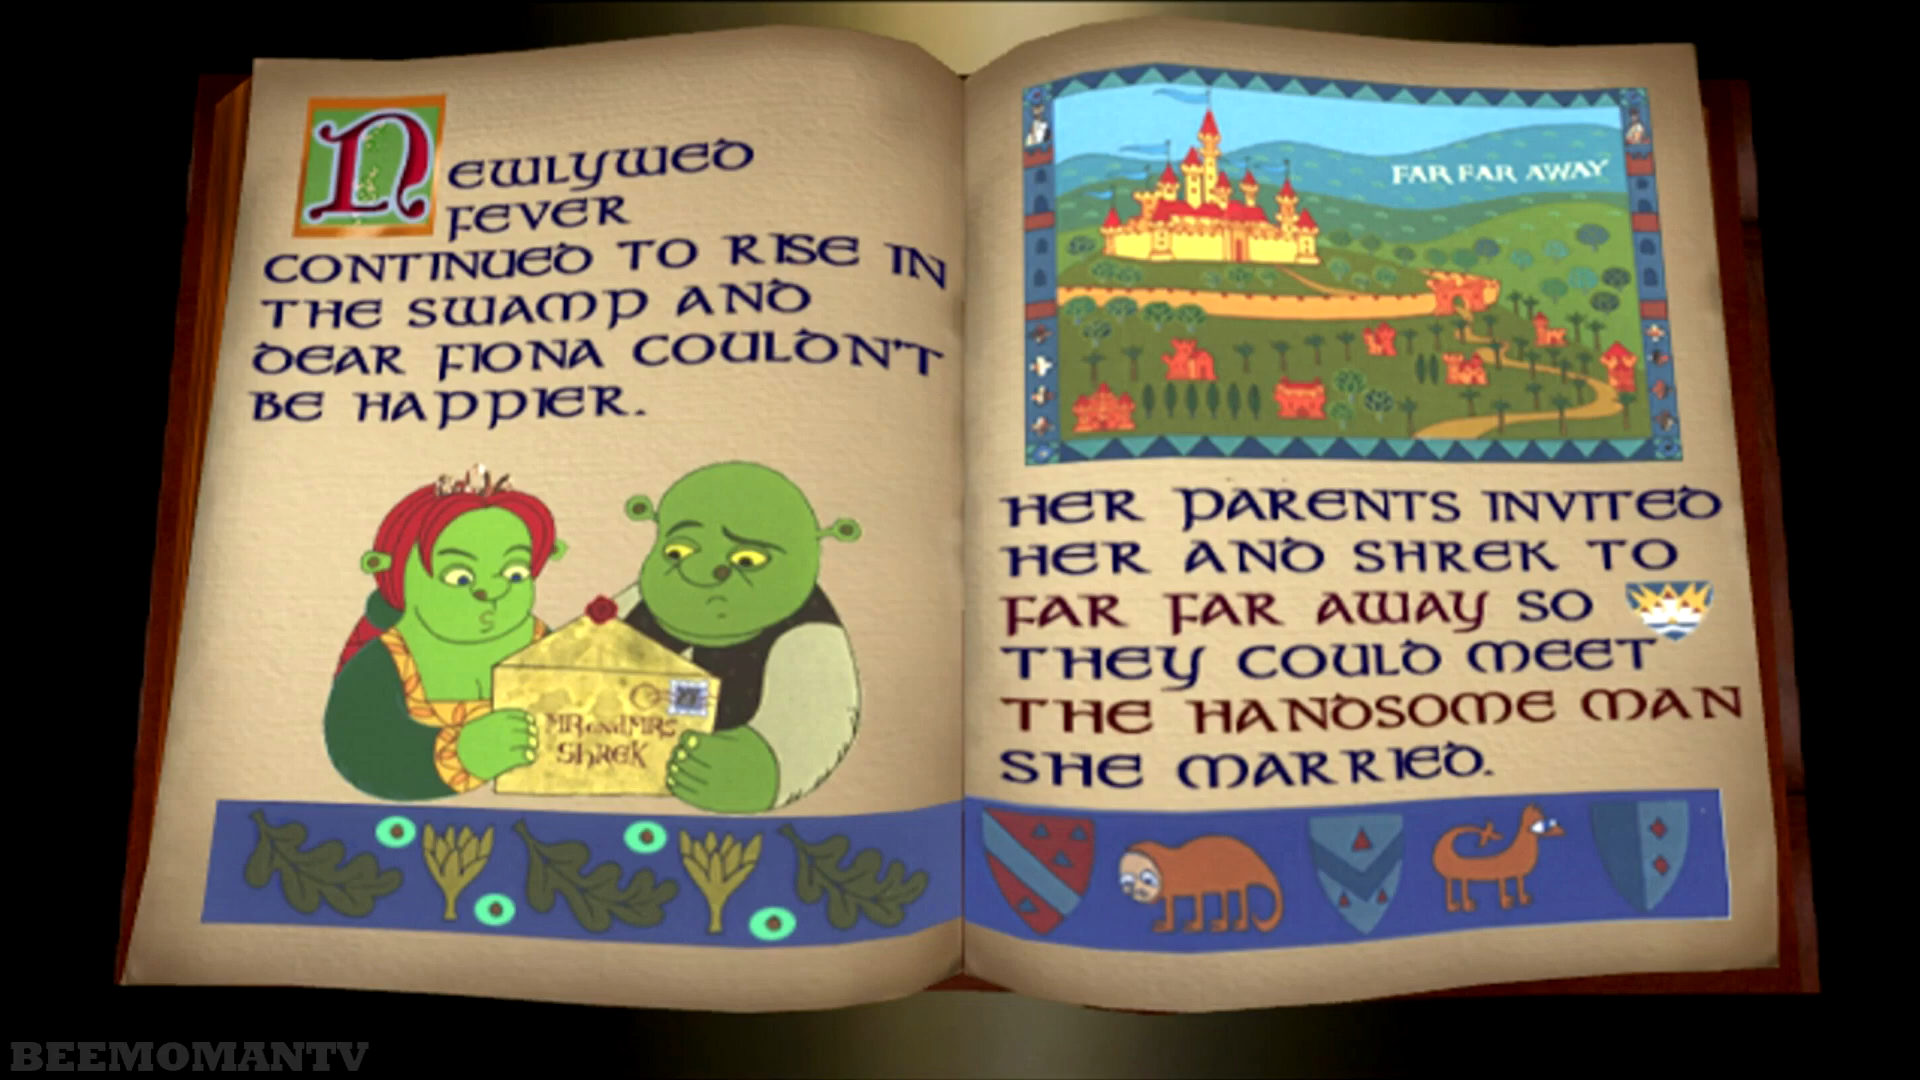 NEWLYWED
FEVER
CONTINUED TO RISE IN
THE SWAMP AND
DEAR FIONA COULDN'T
BE HAPPIER.
MR and MRS
SHREK
FAR FAR AWAY
HER PARENTS INVITED
HER AND SHREK TO
FAR FAR AWAY SO
THEY COULD MEET
THE HANDSOME MAN
SHE MARRIED.
BEEMOMANTV